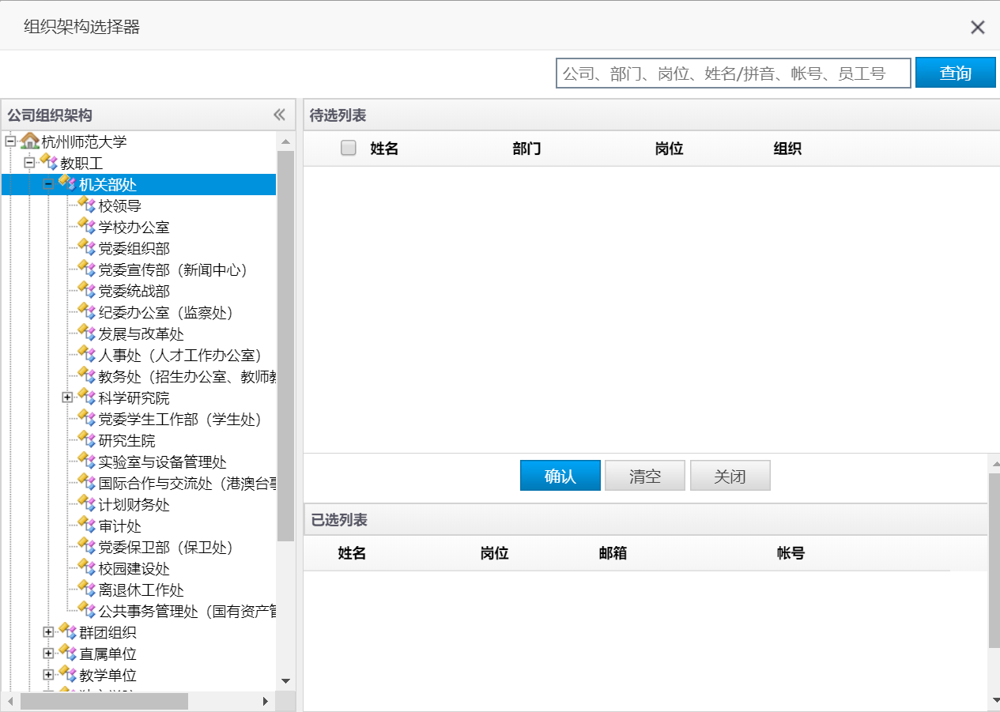 组织架构选择器
公司、部门、岗位、姓名/拼音、帐号、员工号
查询
公司组织架构
杭州师范大学
教职工
机关部处
校领导
学校办公室
党委组织部
党委宣传部（新闻中心）
党委统战部
纪委办公室（监察处）
发展与改革处
人事处（人才工作办公室）
教务处（招生办公室、教师
科学研究院
党委学生工作部（学生处）
研究生院
实验室与设备管理处
国际合作与交流处（港澳台
计划财务处
审计处
党委保卫部（保卫处）
校园建设处
离退休工作处
公共事务管理处（国有资产
群团组织
直属单位
教学单位
待选列表
姓名 部门 岗位 组织
确认 清空 关闭
已选列表
姓名 岗位 邮箱 帐号